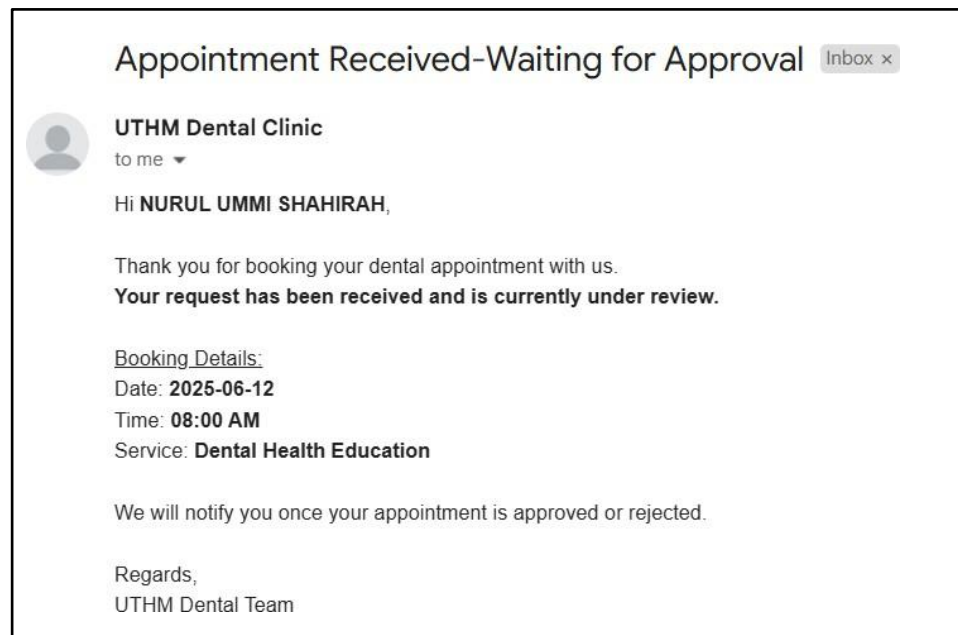 Appointment Received-Waiting for Approval Inbox ×
UTHM Dental Clinic
to me
Hi NURUL UMMI SHAHIRAH,
Thank you for booking your dental appointment with us.
Your request has been received and is currently under review.
Booking Details:
Date: 2025-06-12
Time: 08:00 AM
Service: Dental Health Education
We will notify you once your appointment is approved or rejected.
Regards,
UTHM Dental Team